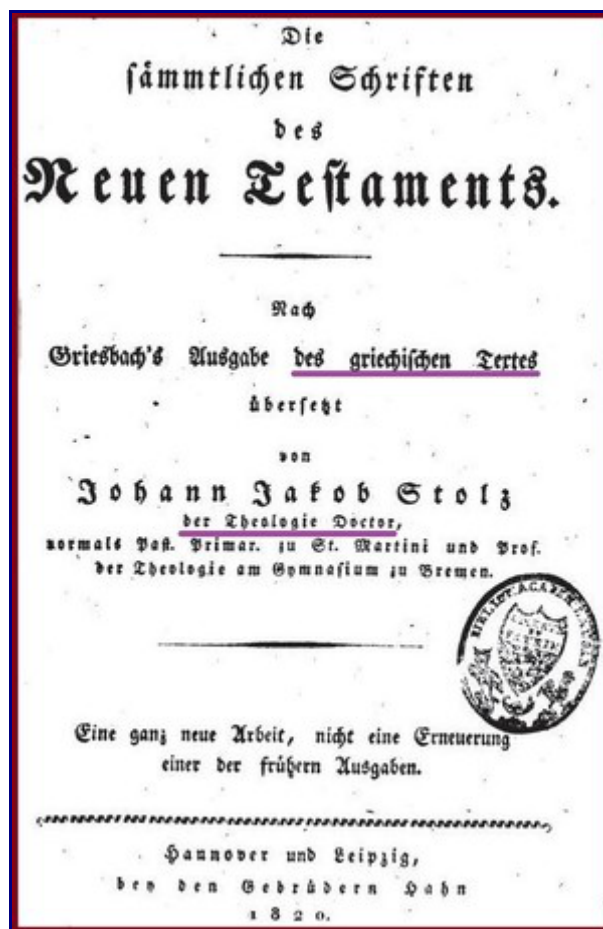 Die
sämmtlichen Schriften
des
Neuen Testaments.
Nach
Griesbach's Ausgabe des griechischen Textes
übersetzt
von
Johann Jakob Stolz
der Theologie Doctor,
vormals Past. Primar. zu St. Martini und Prof.
der Theologie am Gymnasium zu Bremen.
Eine ganz neue Arbeit, nicht eine Erneuerung
einer der frühern Ausgaben.
Hannover und Leipzig,
bey den Gebrüdern Hahn
1820.